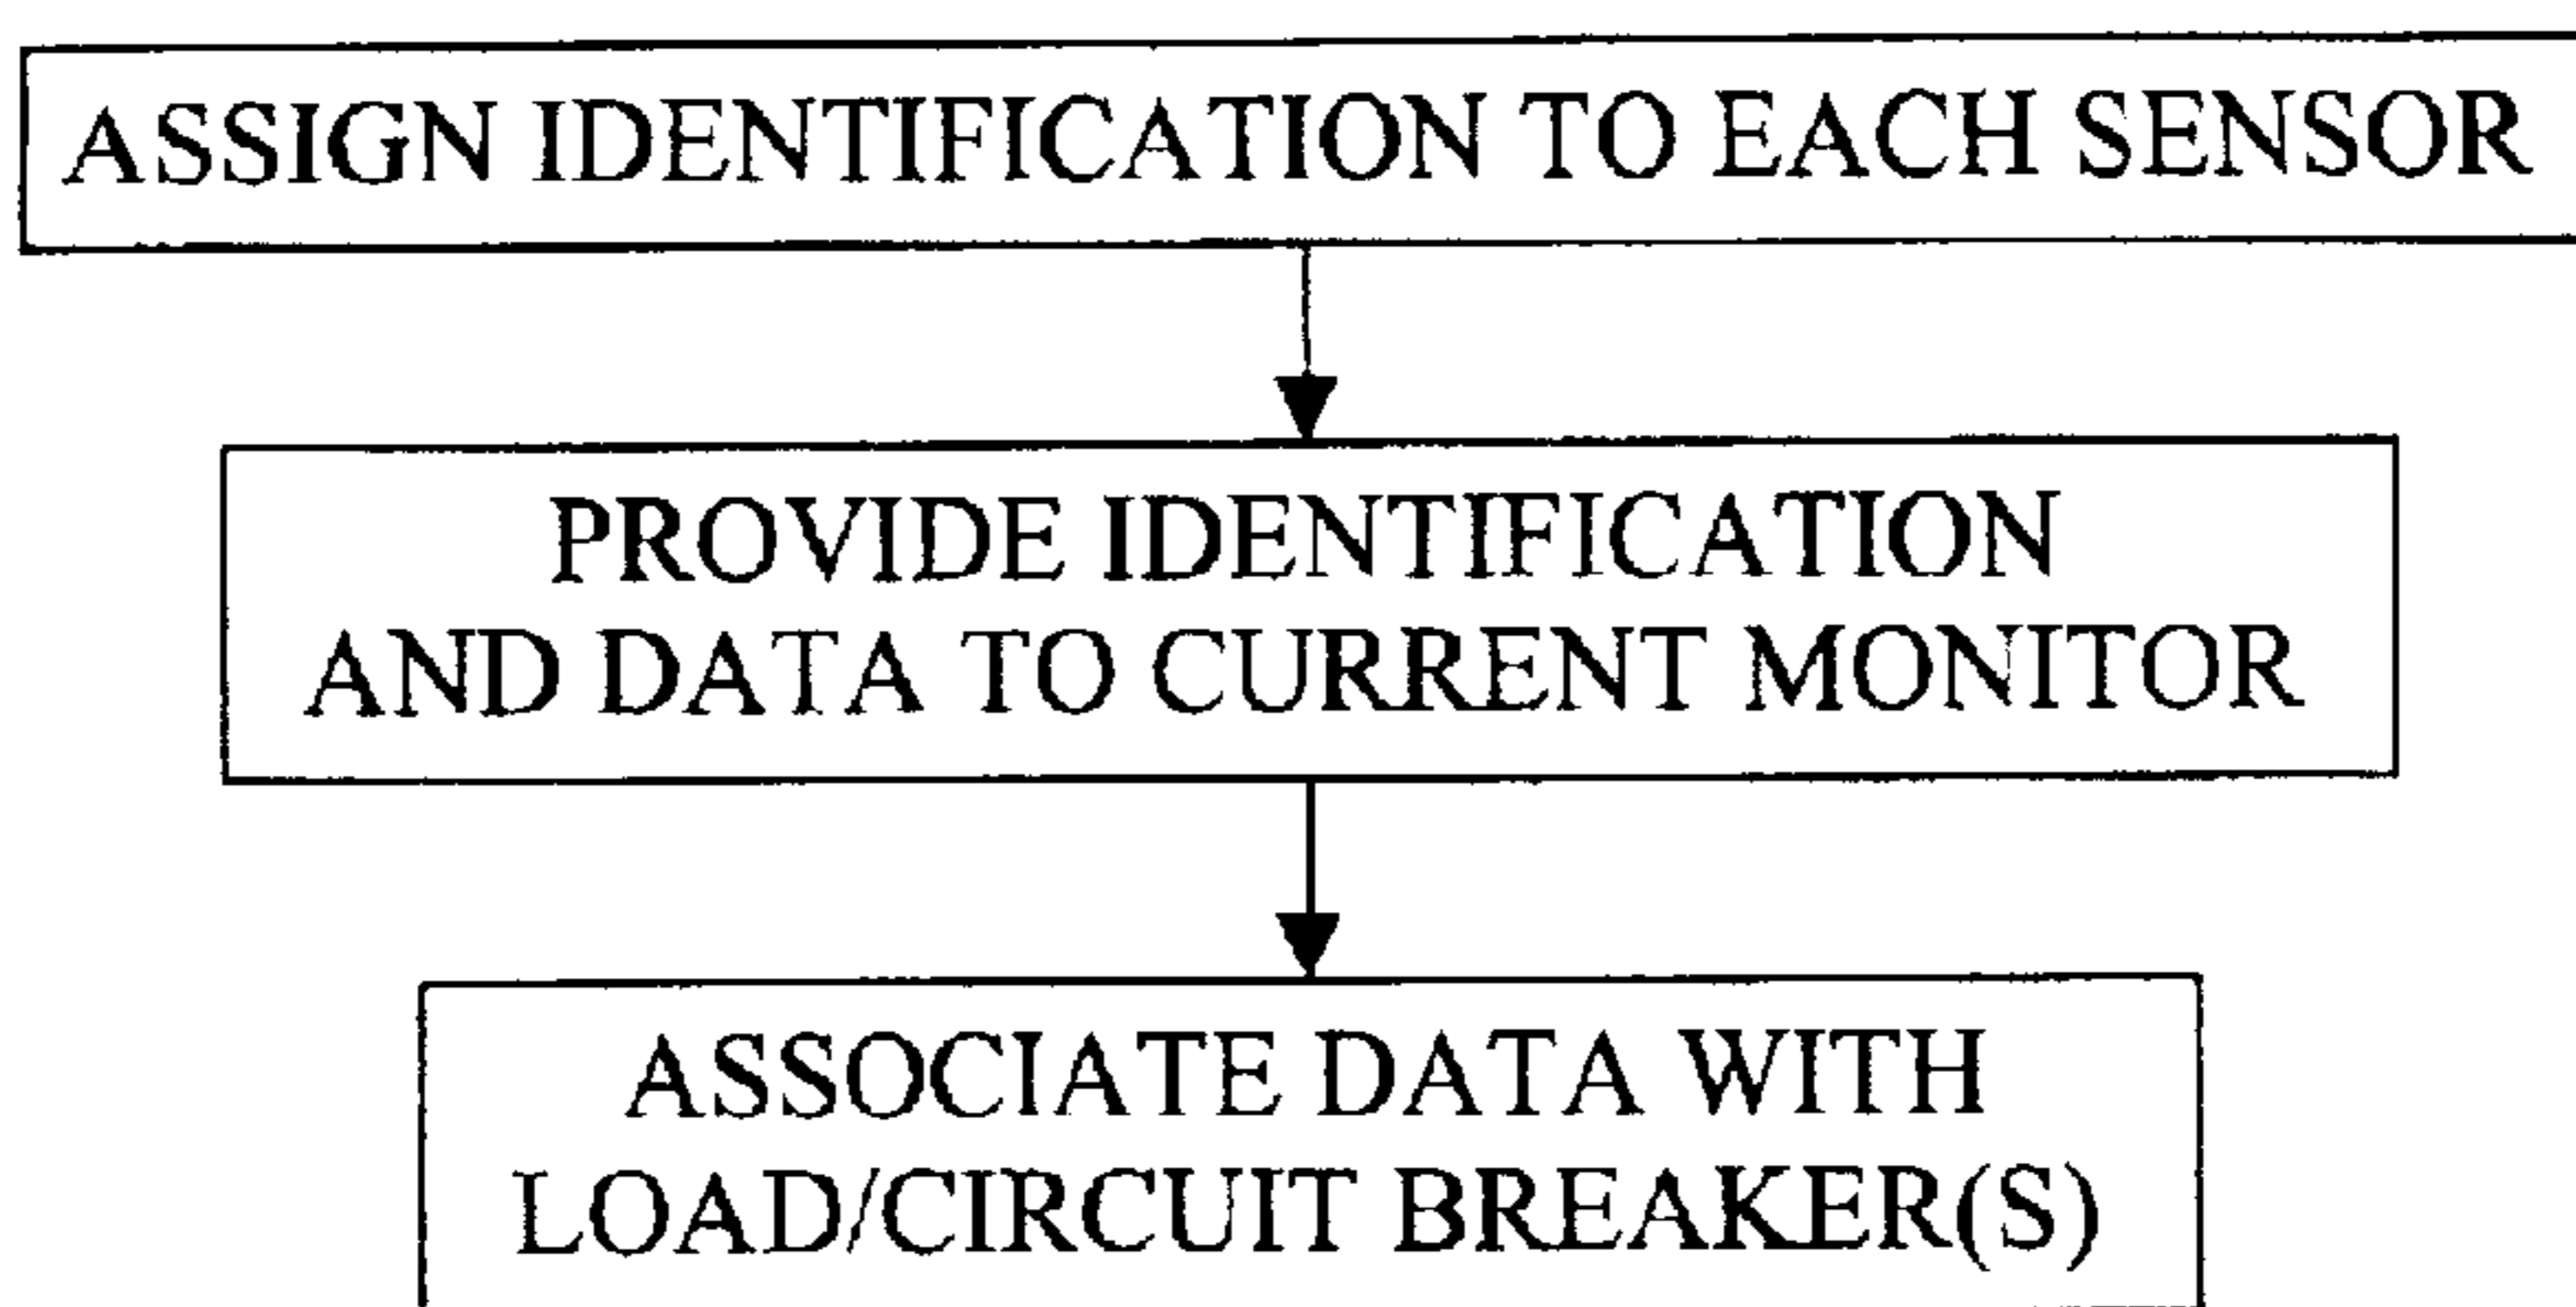 ASSIGN IDENTIFICATION TO EACH SENSOR
PROVIDE IDENTIFICATION
AND DATA TO CURRENT MONITOR
ASSOCIATE DATA WITH
LOAD/CIRCUIT BREAKER(S)